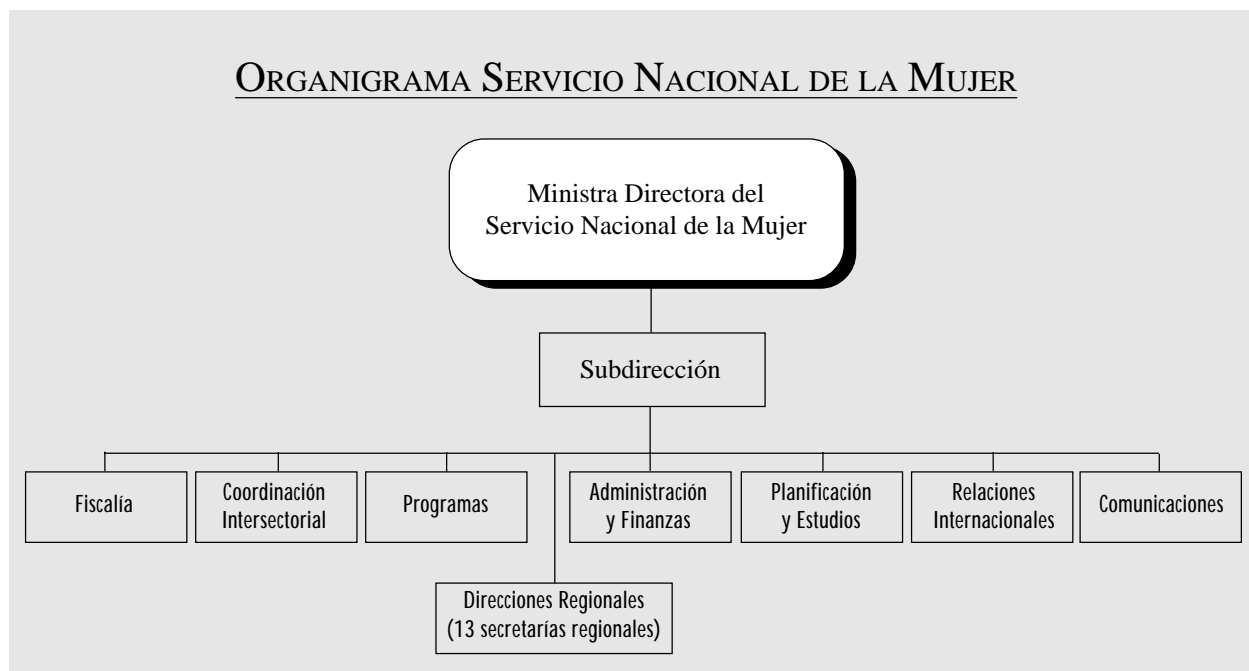 ORGANIGRAMA SERVICIO NACIONAL DE LA MUJER
Ministra Directora del
Servicio Nacional de la Mujer
Subdirección
Fiscalía
Coordinación
Intersectorial
Programas
Administración
y Finanzas
Planificación
y Estudios
Relaciones
Internacionales
Comunicaciones
Direcciones Regionales
(13 secretarías regionales)